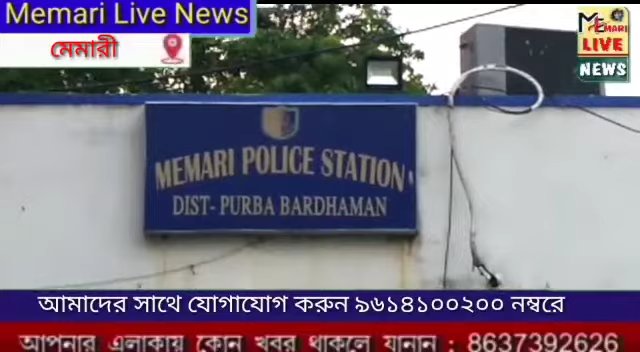 Memari Live News
মেমারী
MEMARI
LIVE
NEWS
MEMARI POLICE STATION
DIST- PURBA BARDHAMAN
আমাদের সাথে যোগাযোগ করুন ৯৬১৪১০০২০০ নম্বরে
আপনার এলাকায় কোন খবর থাকলে যানান : 8637392626